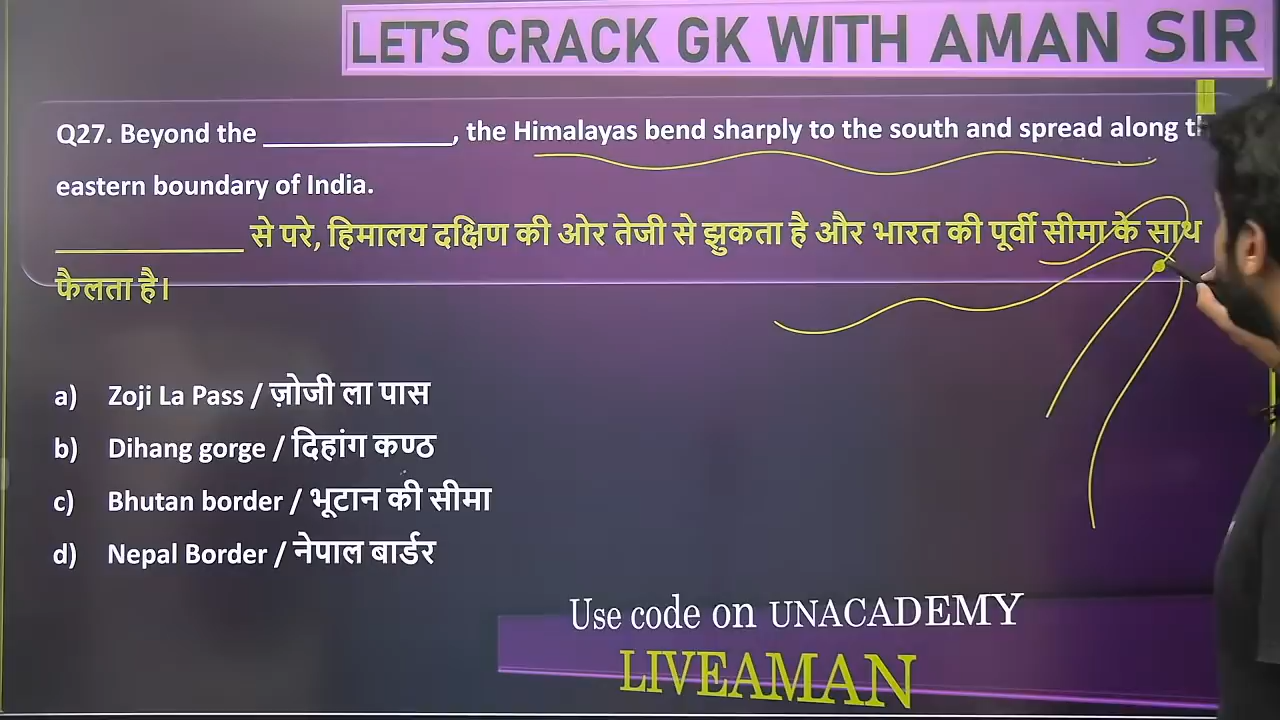 LET'S CRACK GK WITH AMAN SIR
Q27. Beyond the ______________, the Himalayas bend sharply to the south and spread along
eastern boundary of India.
______________ से परे, हिमालय दक्षिण की ओर तेजी से झुकता है और भारत की पूर्वी सीमा के साथ
फैलता है।
a) Zoji La Pass / ज़ोजी ला पास
b) Dihang gorge / दिहांग कण्ठ
c) Bhutan border / भूटान की सीमा
d) Nepal Border / नेपाल बार्डर
Use code on UNACADEMY
LIVEAMAN